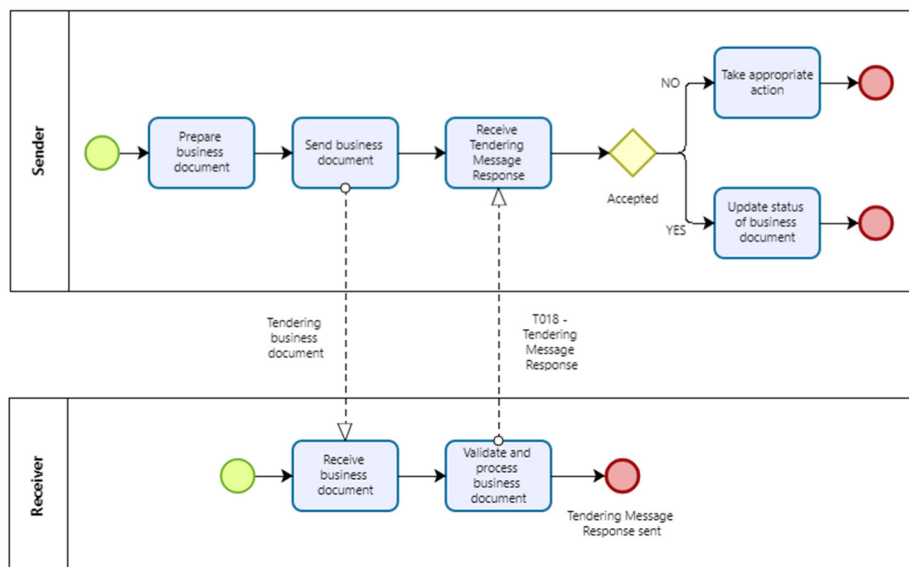 Sender
Prepare
business
document
Send business
document
Receive
Tendering
Message
Response
Accepted
NO
Take appropriate
action
YES
Update status
of business
document
Tendering
business
document
T018 -
Tendering
Message
Response
Receiver
Receive
business
document
Validate and
process
business
document
Tendering Message
Response sent